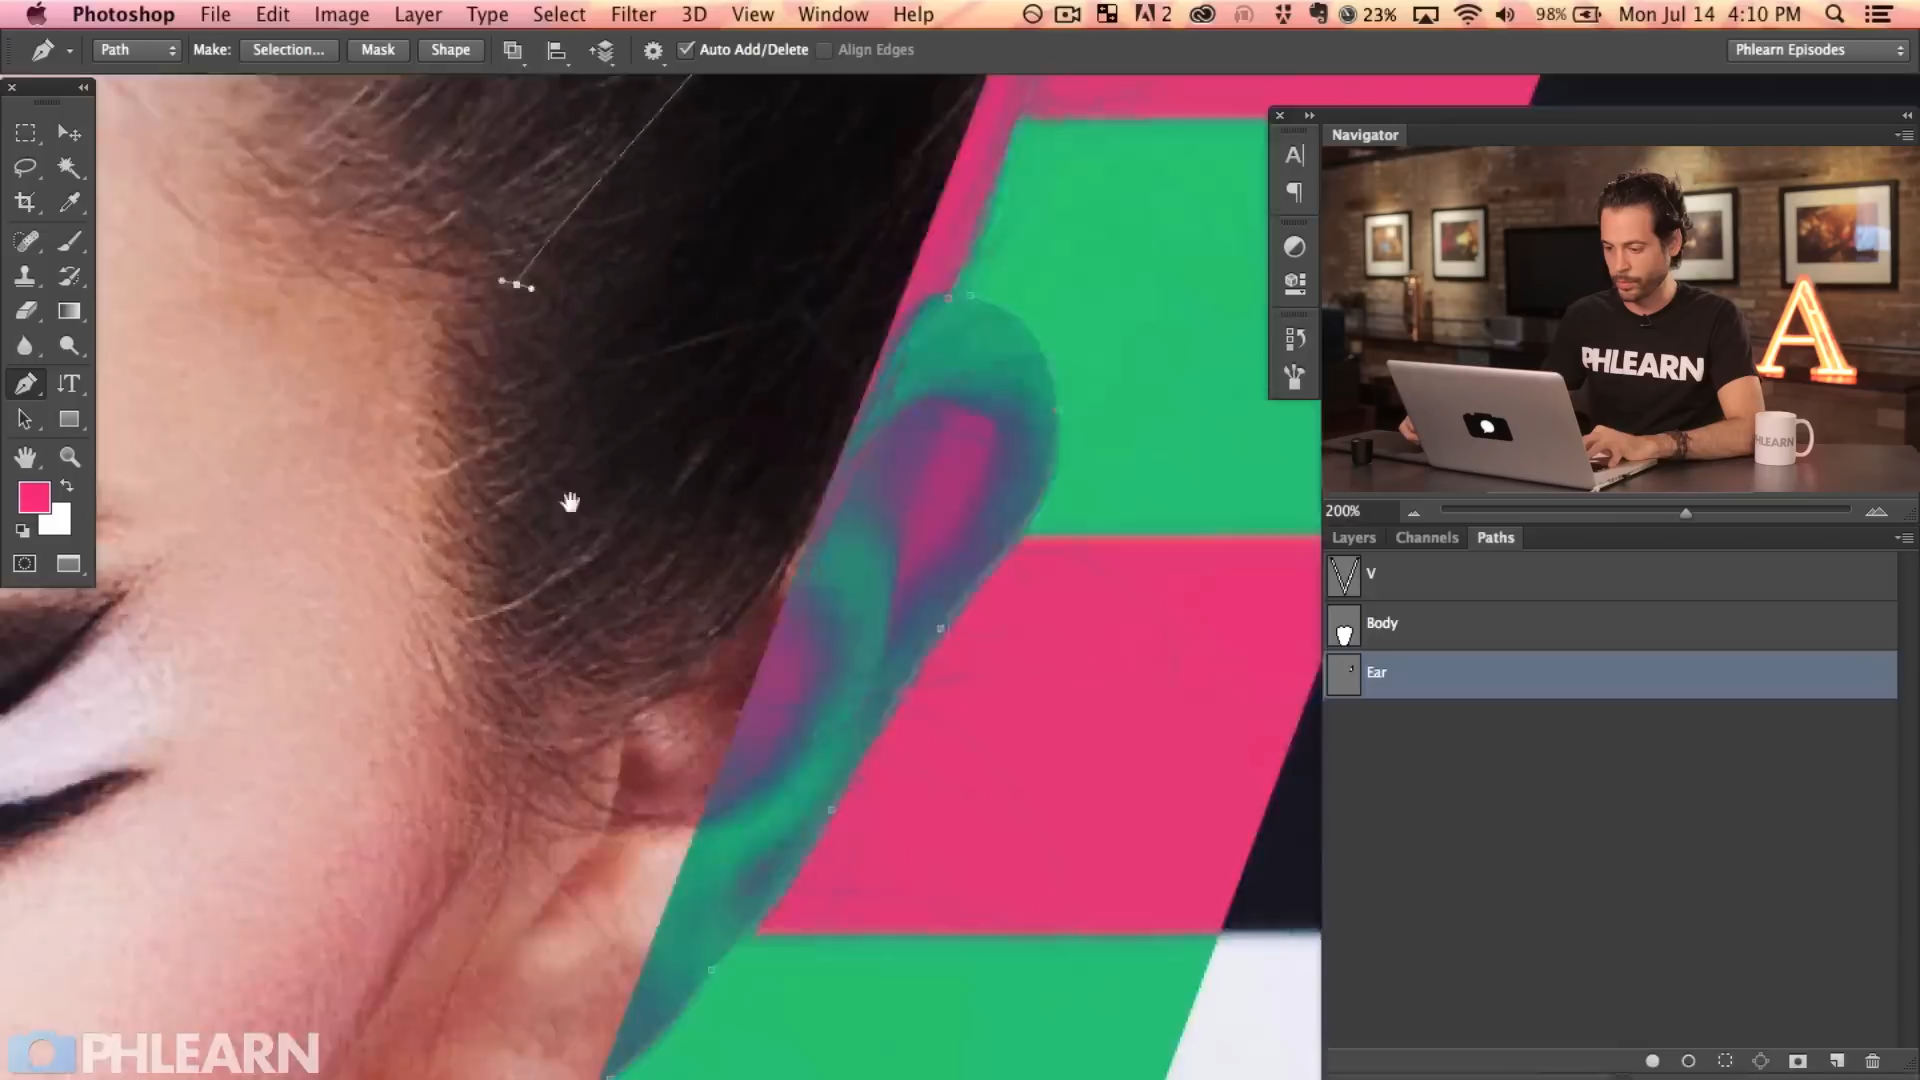 Photoshop File Edit Image Layer Type Select Filter 3D View Window Help 2 23% 98% Mon Jul 14 4:10 PM
Path Make: Selection... Mask Shape Auto Add/Delete Align Edges Phlearn Episodes
Navigator
A
PHLEARN
PHLEARN
200%
Layers Channels Paths
V
Body
Ear
PHLEARN